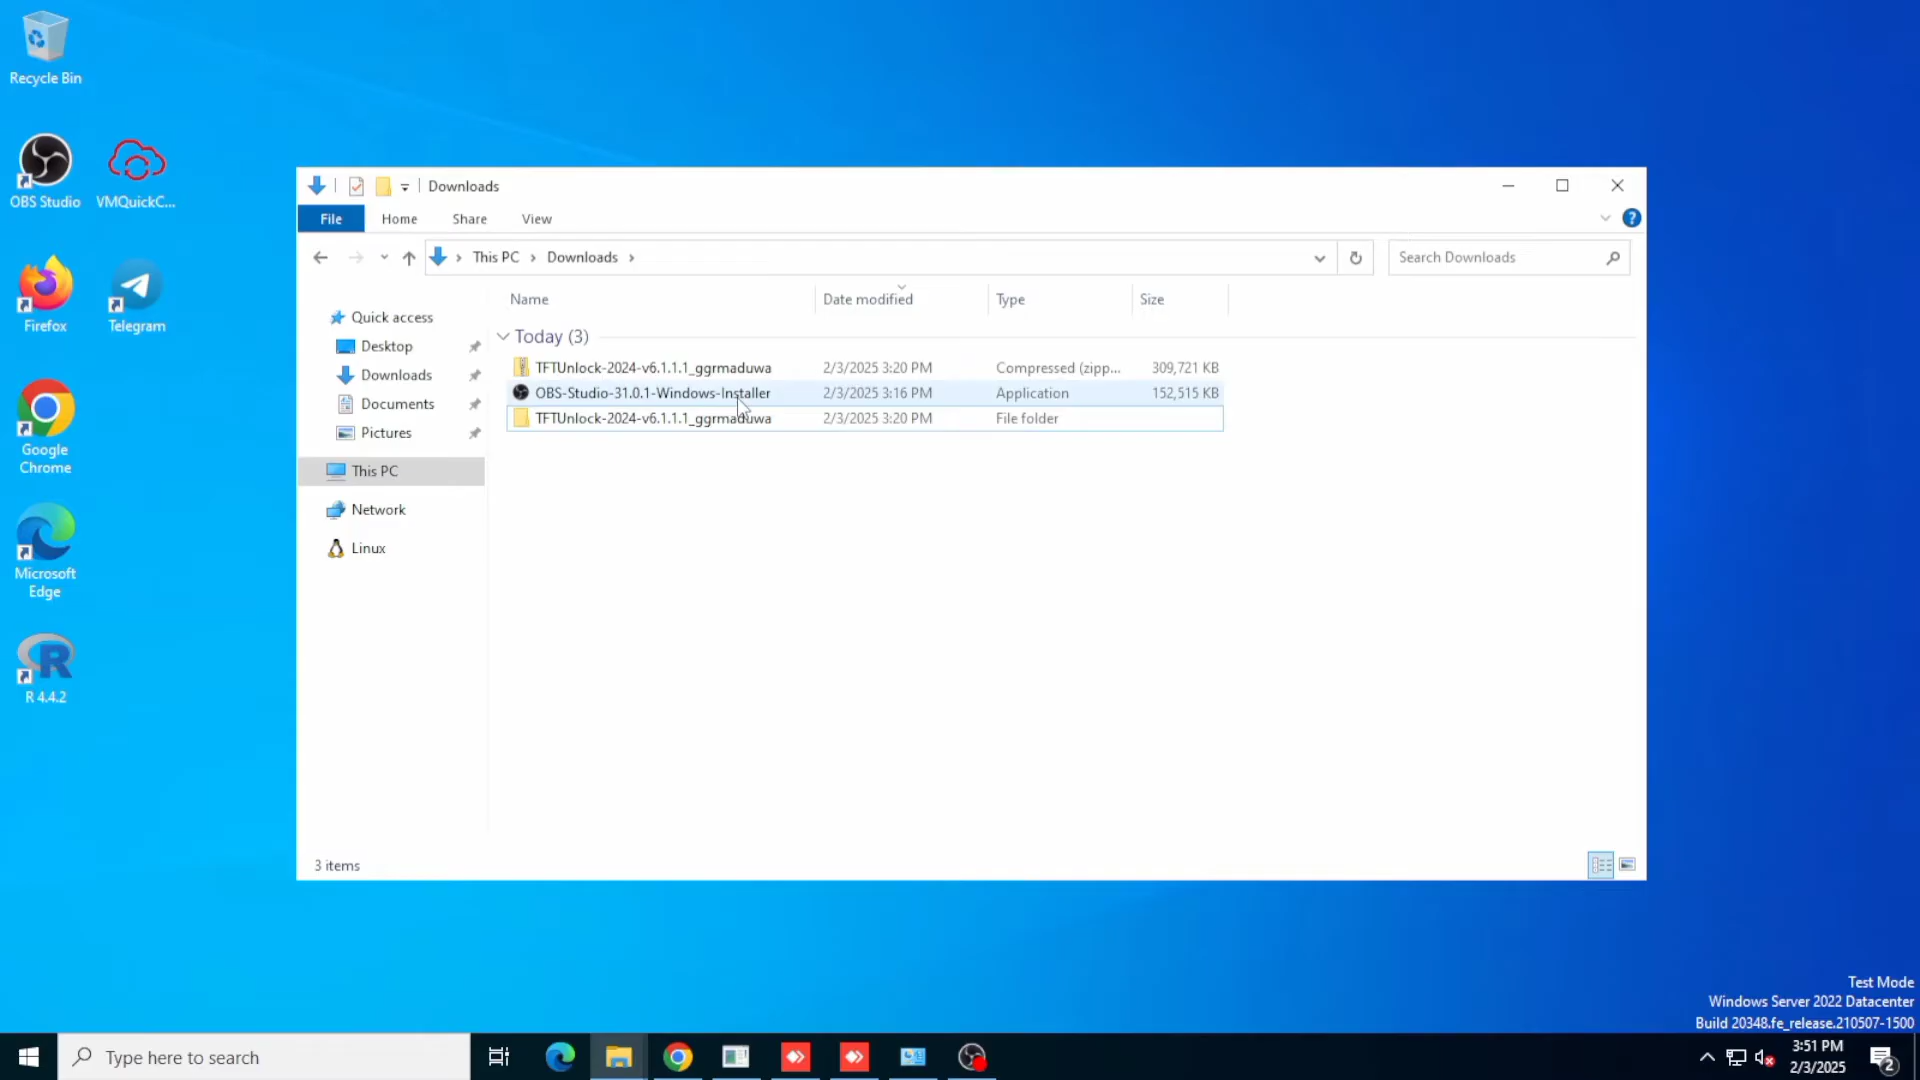 Recycle Bin
OBS Studio
VMQuickC...
Firefox
Telegram
Google
Chrome
Microsoft
Edge
R 4.4.2
Downloads
File
Home
Share
View
This PC
Downloads
Search Downloads
Quick access
Desktop
Downloads
Documents
Pictures
This PC
Network
Linux
Name
Date modified
Type
Size
Today (3)
TFTUnlock-2024-v6.1.1.1_ggrmaduwa 2/3/2025 3:20 PM Compressed (zipp... 309,721 KB
OBS-Studio-31.0.1-Windows-Installer 2/3/2025 3:16 PM Application 152,515 KB
TFTUnlock-2024-v6.1.1.1_ggrmaduwa 2/3/2025 3:20 PM File folder
3 items
Test Mode
Windows Server 2022 Datacenter
Build 20348.fe_release.210507-1500
Type here to search
3:51 PM
2/3/2025
2